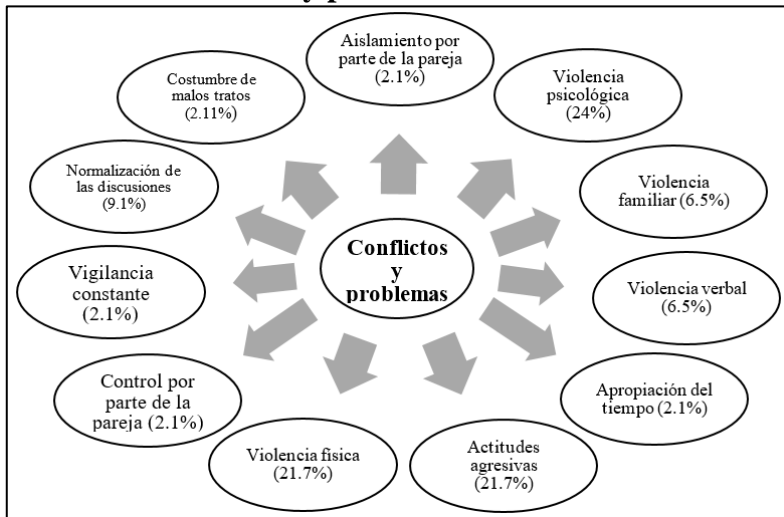 y p
Aislamiento por
parte de la pareja
(2.1%)
Violencia
psicológica
(24%)
Violencia
familiar (6.5%)
Violencia verbal
(6.5%)
Apropiación del
tiempo (2.1%)
Actitudes
agresivas
(21.7%)
Violencia física
(21.7%)
Control por
parte de la
pareja (2.1%)
Vigilancia
constante
(2.1%)
Normalización de
las discusiones
(9.1%)
Costumbre de
malos tratos
(2.11%)
Conflictos
y
problemas